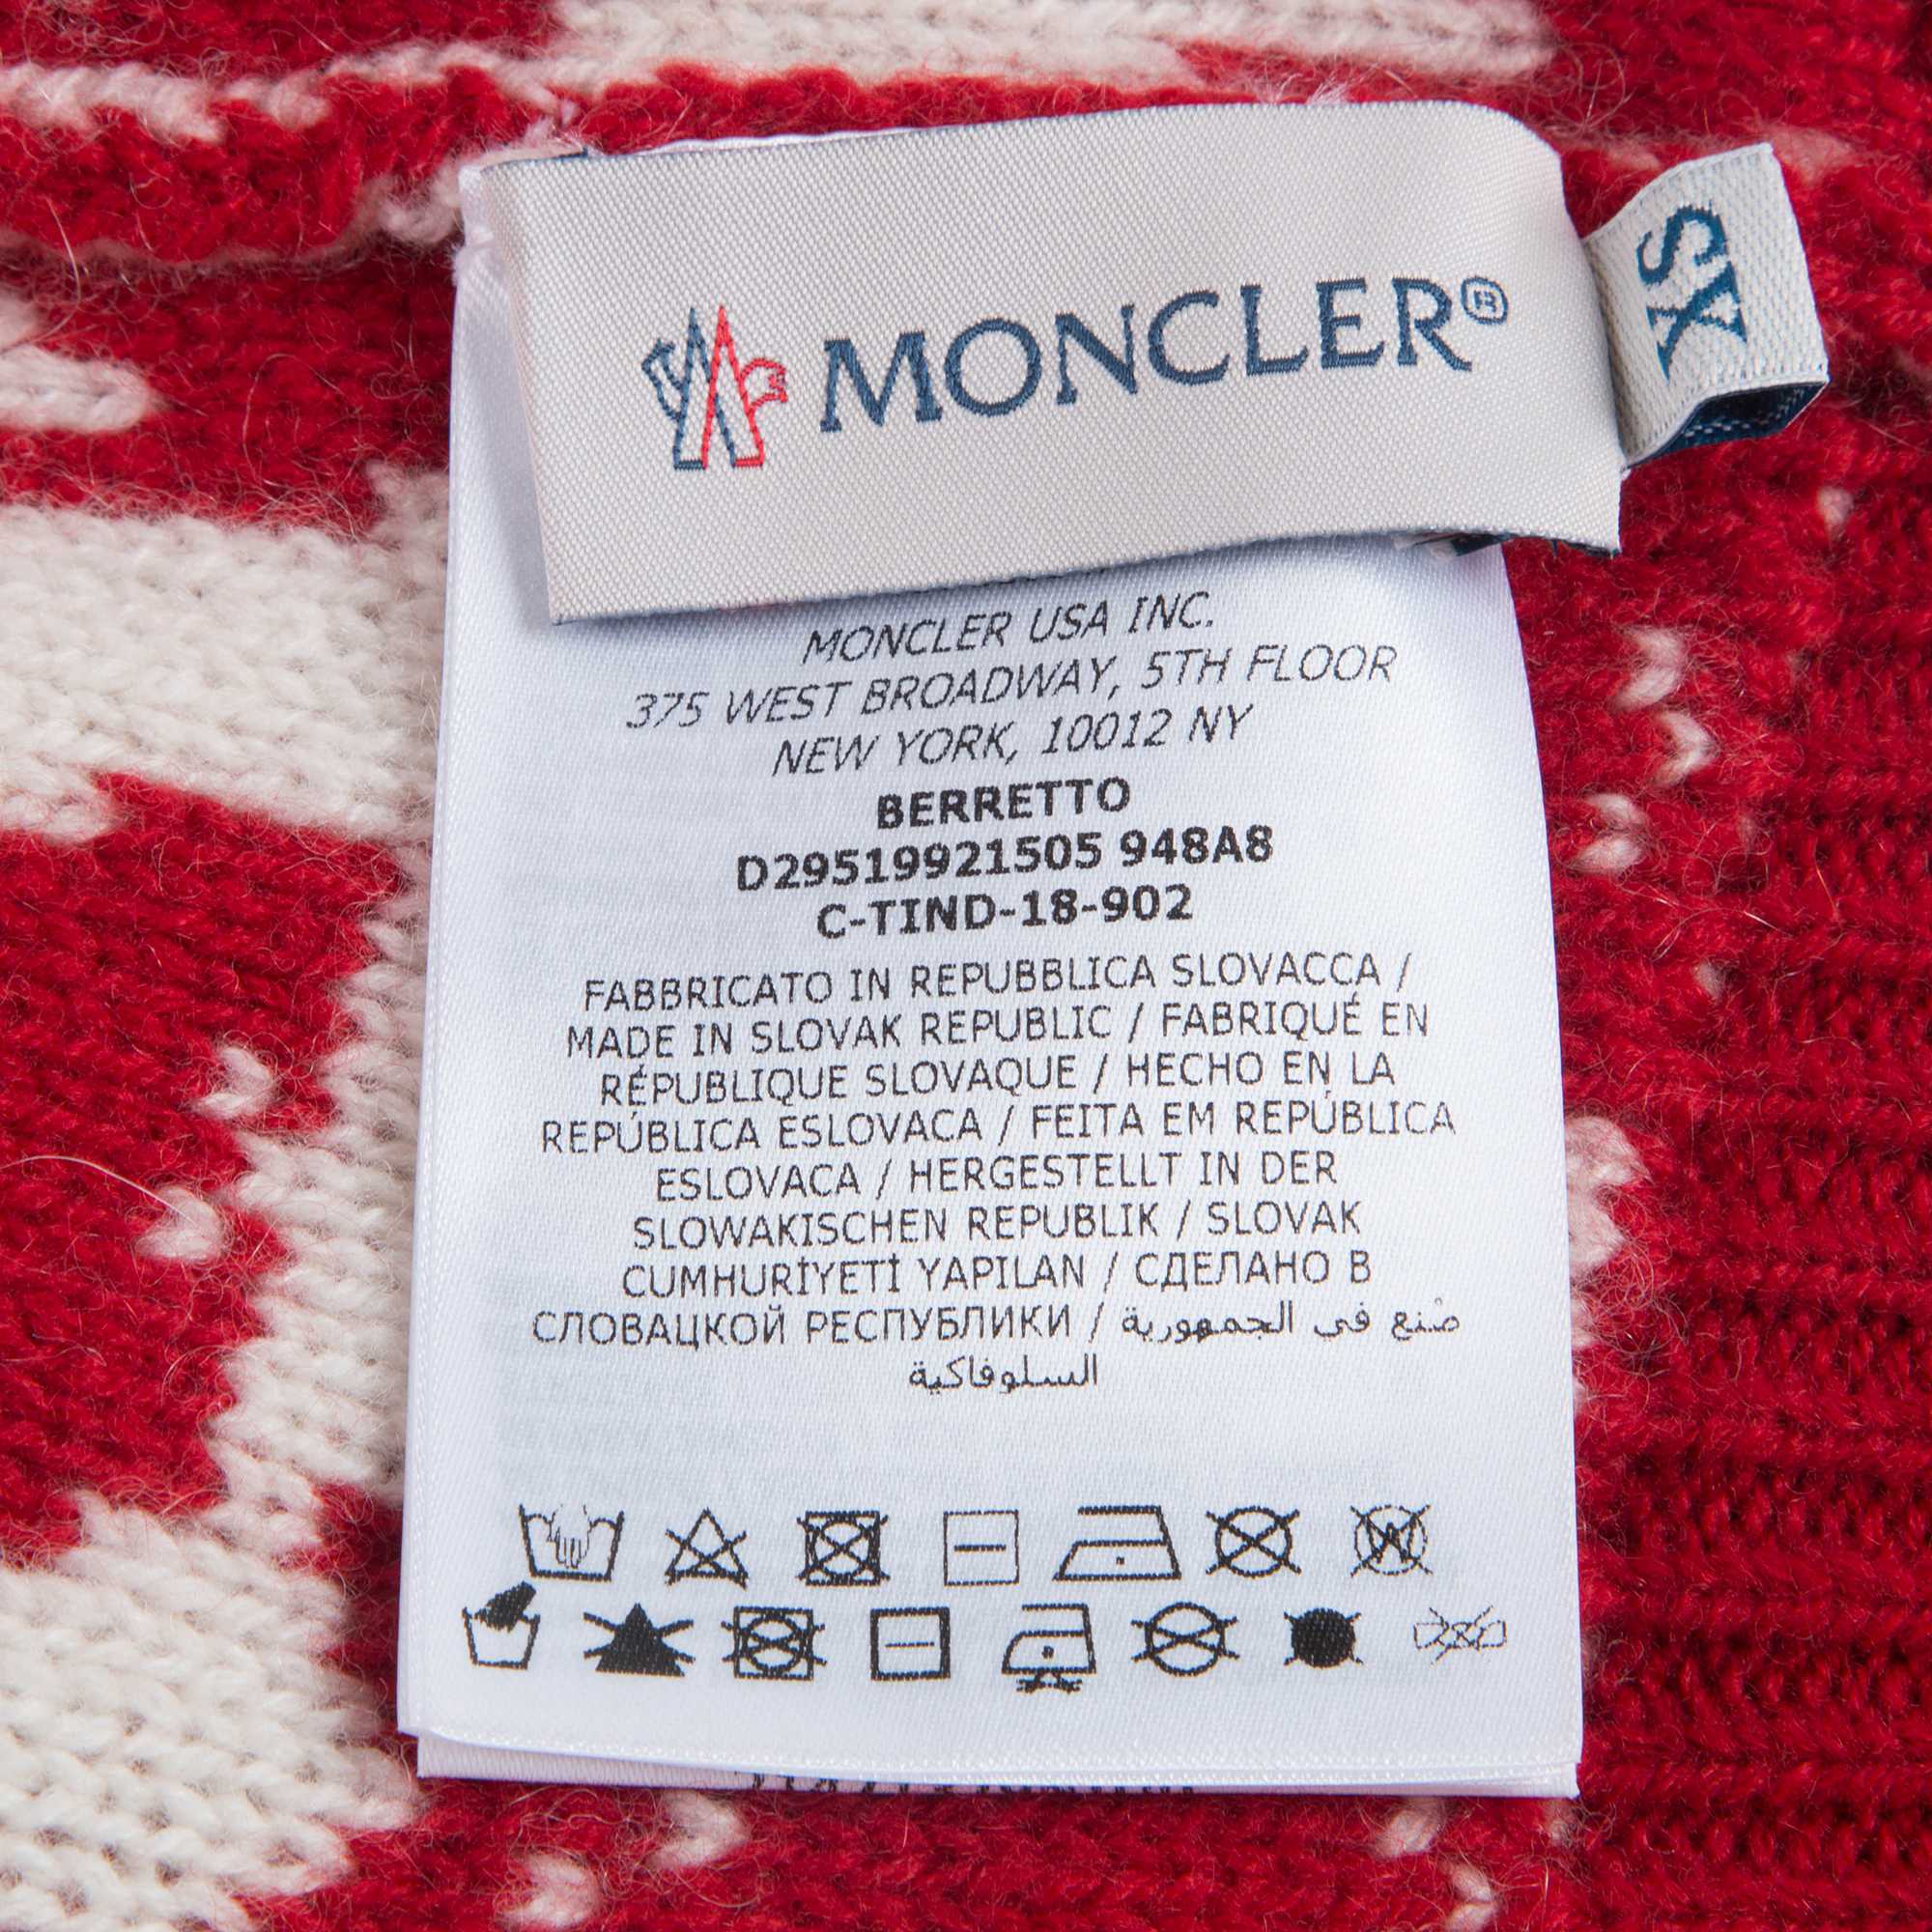 MONCLER®
XS
MONCLER USA INC.
375 WEST BROADWAY, 5TH FLOOR
NEW YORK, 10012 NY
BERRETTO
D29519921505 948A8
C-TIND-18-902
FABBRICATO IN REPUBBLICA SLOVACCA /
MADE IN SLOVAK REPUBLIC / FABRIQUÉ EN
RÉPUBLIQUE SLOVAQUE / HECHO EN LA
REPÚBLICA ESLOVACA / FEITA EM REPÚBLICA
ESLOVACA / HERGESTELLT IN DER
SLOWAKISCHEN REPUBLIK / SLOVAK
CUMHURİYETİ YAPILAN / СДЕЛАНО В
СЛОВАЦКОЙ РЕСПУБЛИКИ / صْنع في الجمهورية
السلوفاكية
W